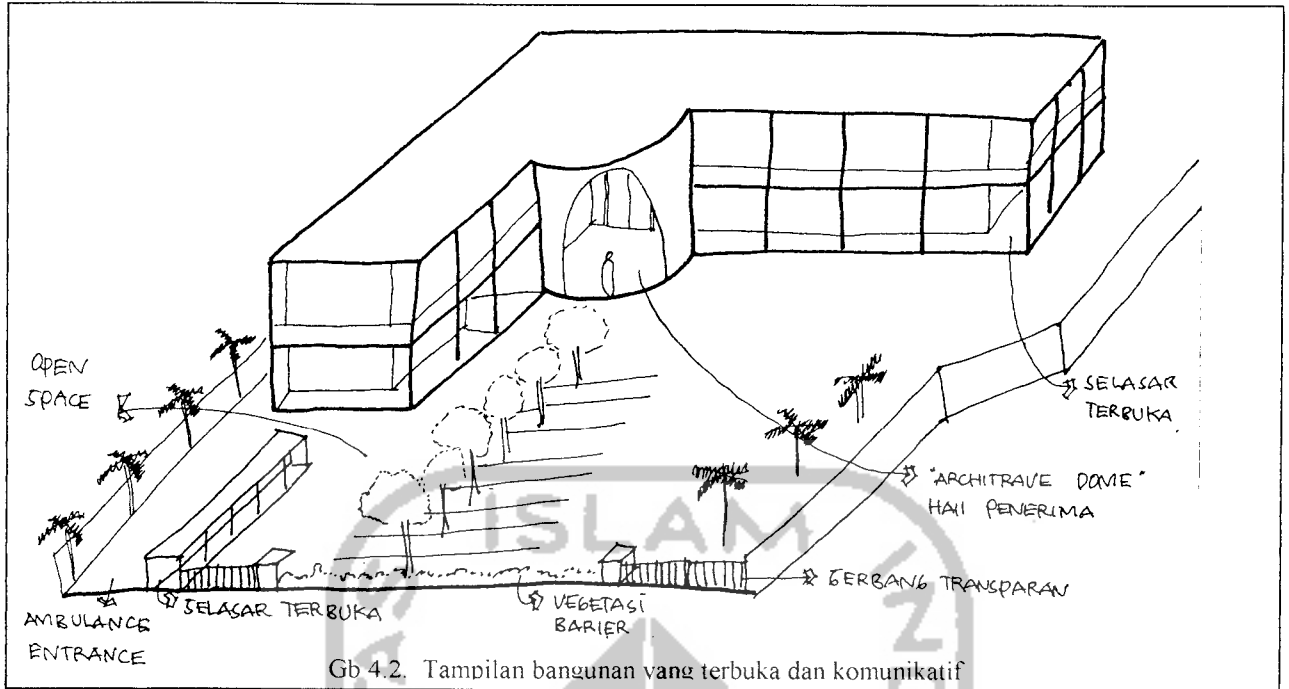 OPEN
SPACE
SELASAR
TERBUKA
"ARCHITRAVE DOME"
HALL PENERIMA
GERBANG TRANSPARAN
SELASAR TERBUKA
VEGETASI
BARIER
AMBULANCE
ENTRANCE
ISLAM
Gb 4.2. Tampilan bangunan yang terbuka dan komunikatif